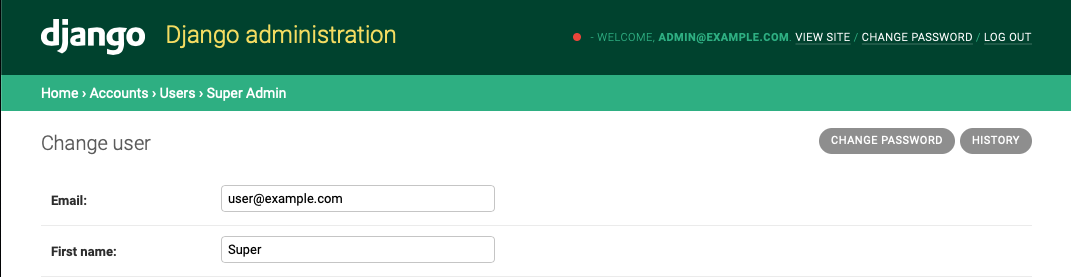 django Django administration - WELCOME, ADMIN@EXAMPLE.COM. VIEW SITE / CHANGE PASSWORD / LOG OUT
Home › Accounts › Users › Super Admin
Change user CHANGE PASSWORD HISTORY
Email: user@example.com
First name: Super